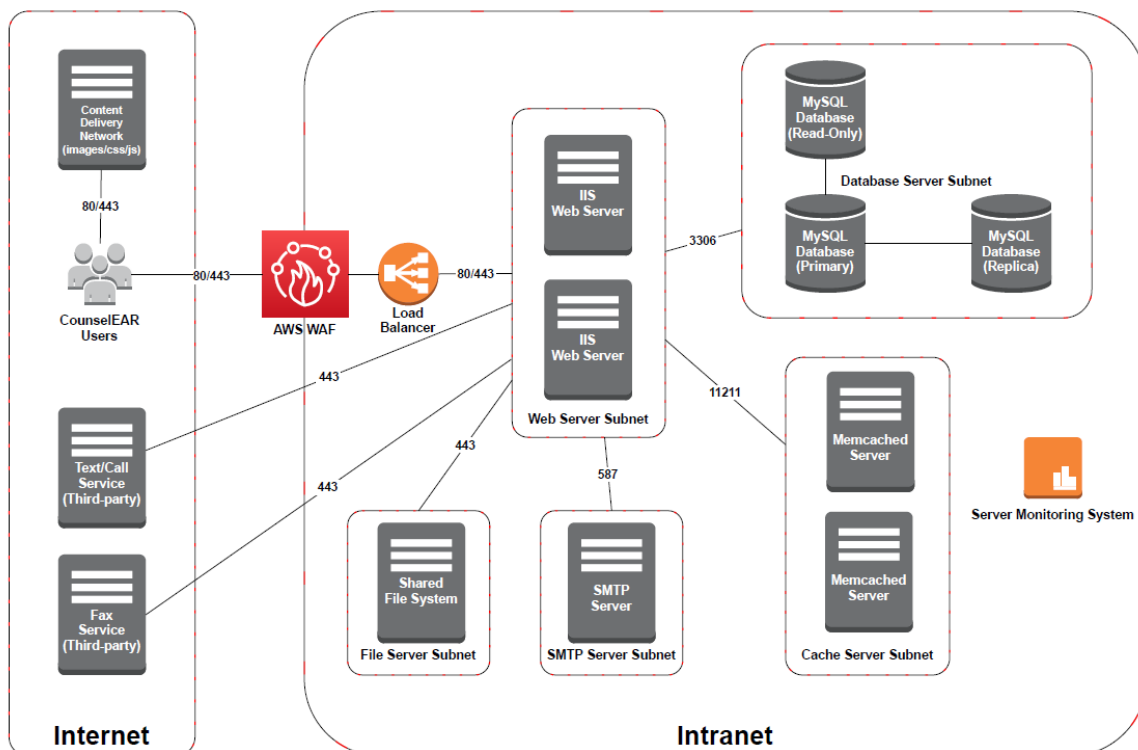 Content
Delivery
Network
(images/css/js)
80/443
CounselEAR
Users
80/443
AWS WAF
Load
Balancer
80/443
IIS
Web Server
IIS
Web Server
Web Server Subnet
3306
MySQL
Database
(Read-Only)
Database Server Subnet
MySQL
Database
(Primary)
MySQL
Database
(Replica)
443
Text/Call
Service
(Third-party)
443
Fax
Service
(Third-party)
443
587
11211
Shared
File System
File Server Subnet
SMTP
Server
SMTP Server Subnet
Memcached
Server
Memcached
Server
Cache Server Subnet
Server Monitoring System
Internet
Intranet